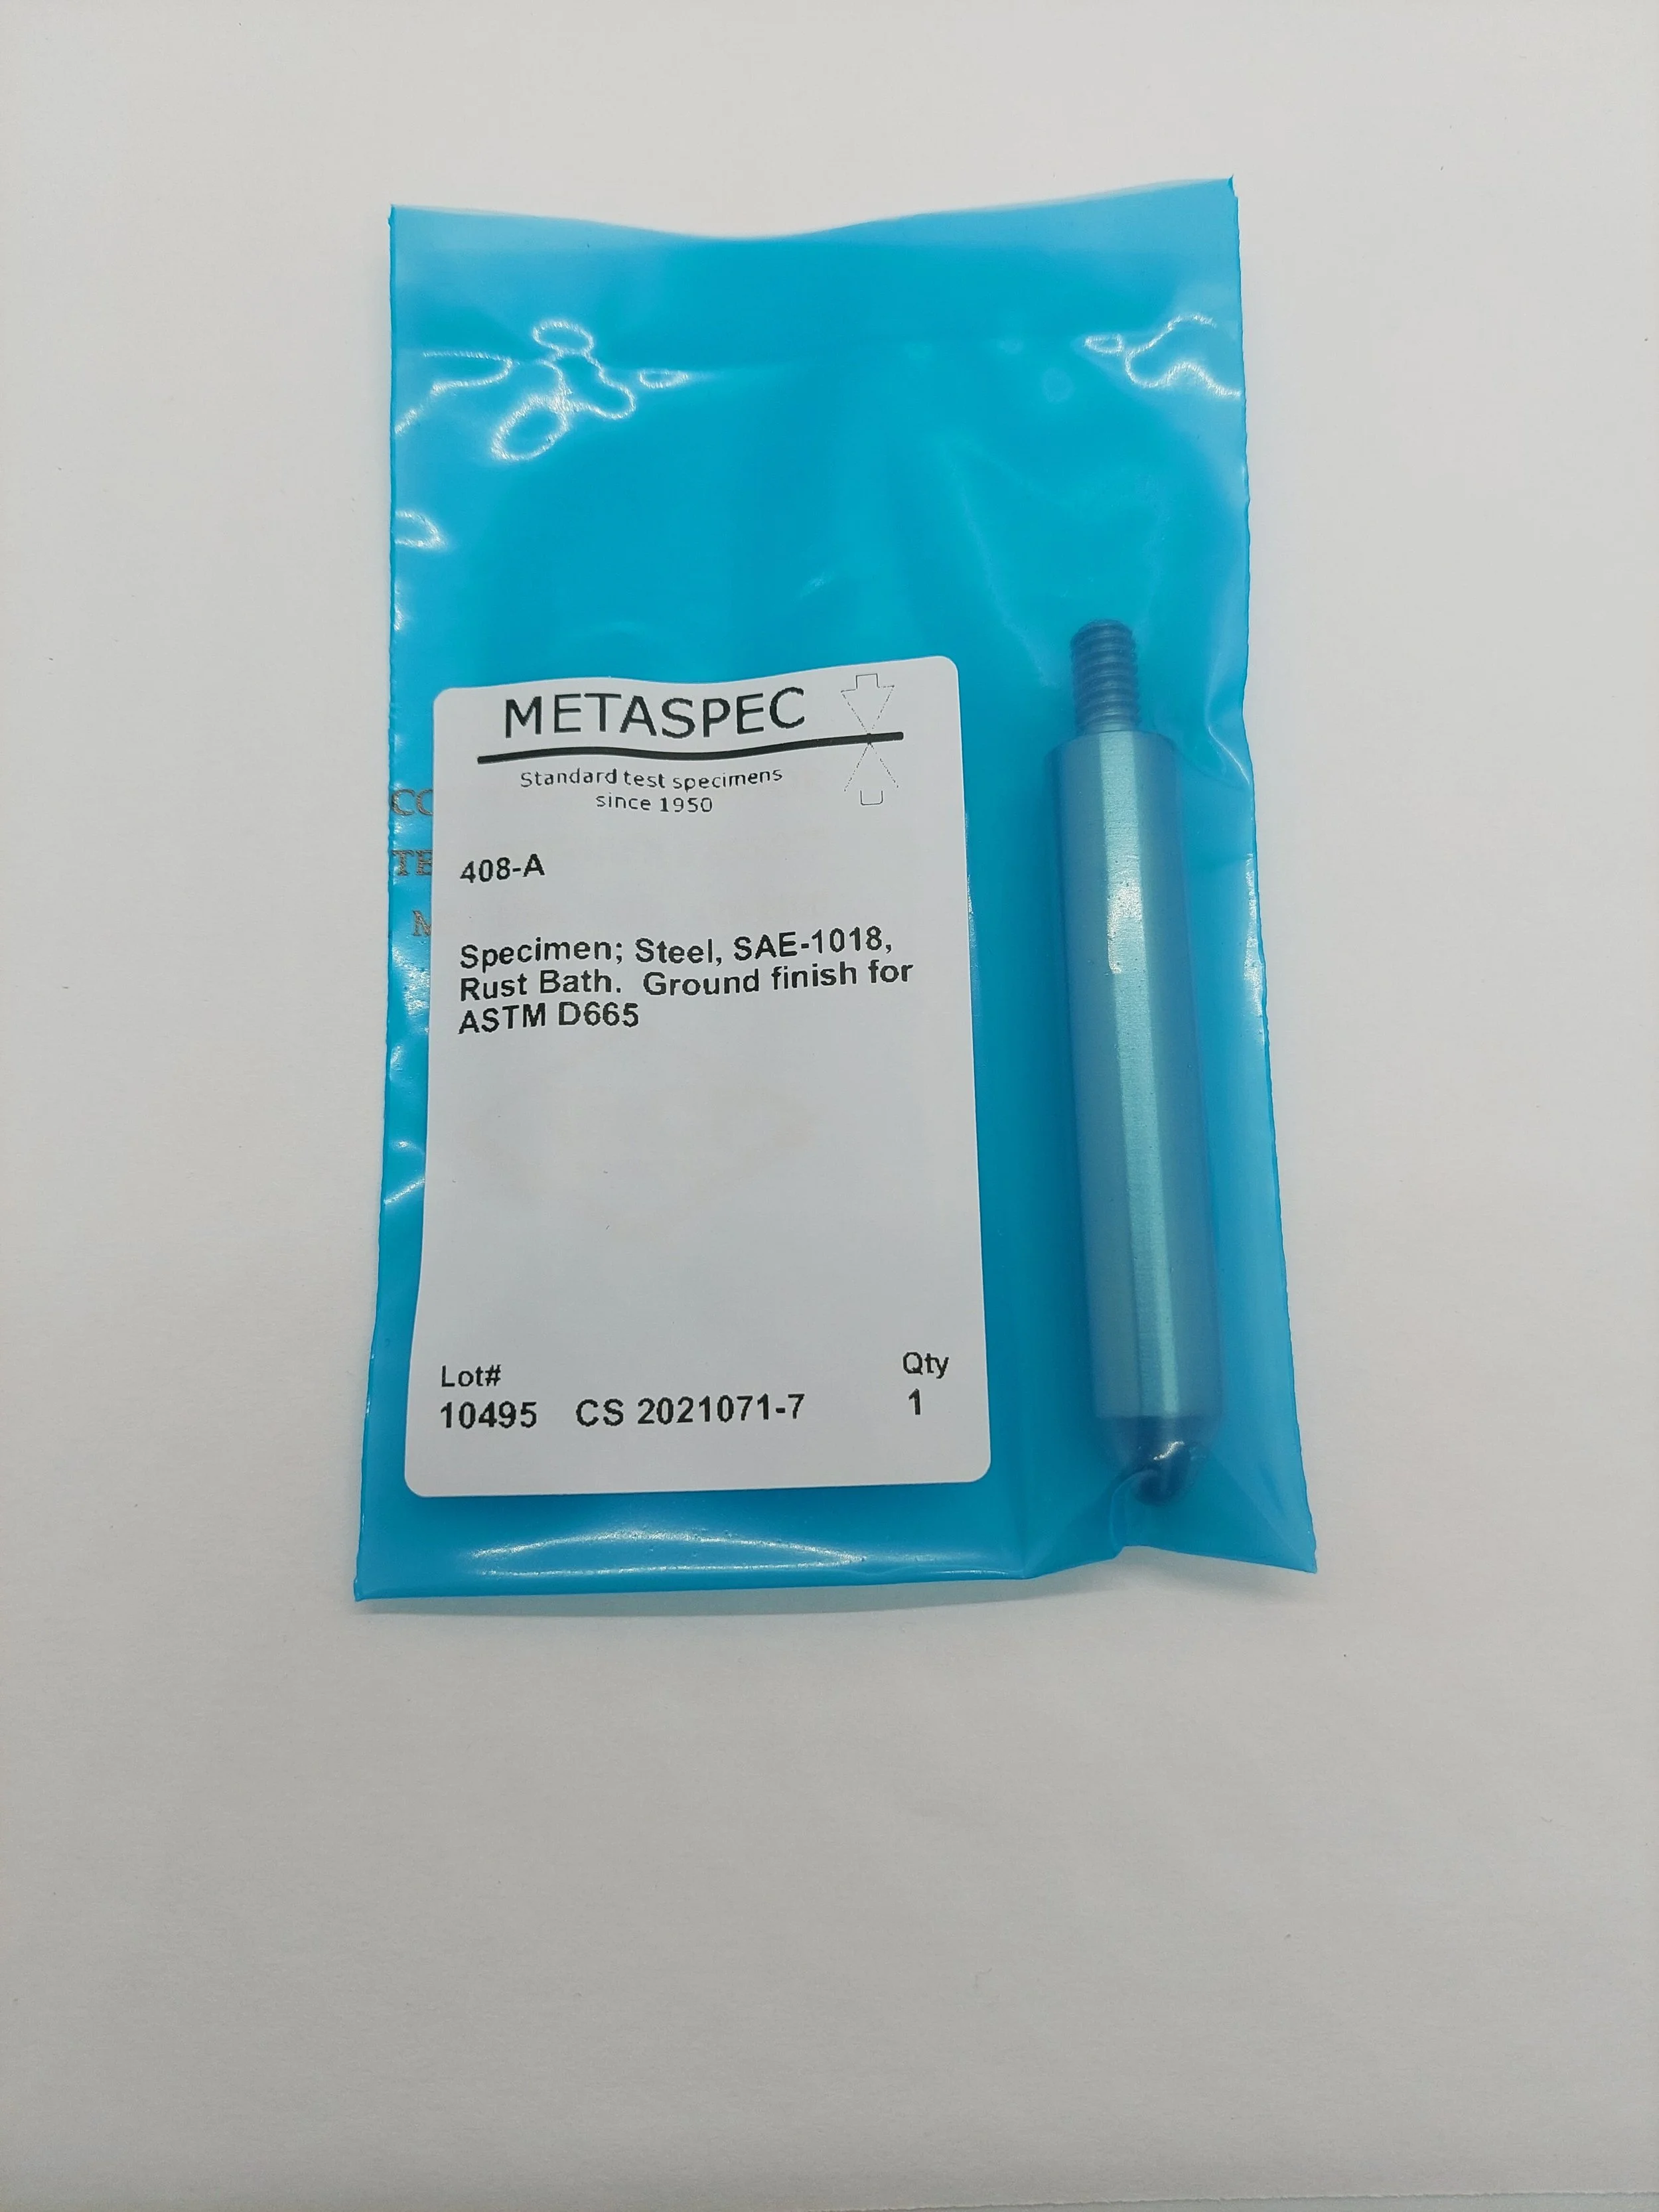 METASPEC
Standard test specimens
since 1950
408-A
Specimen; Steel, SAE-1018,
Rust Bath. Ground finish for
ASTM D665
Lot#
Qty
10495 CS 2021071-7
1